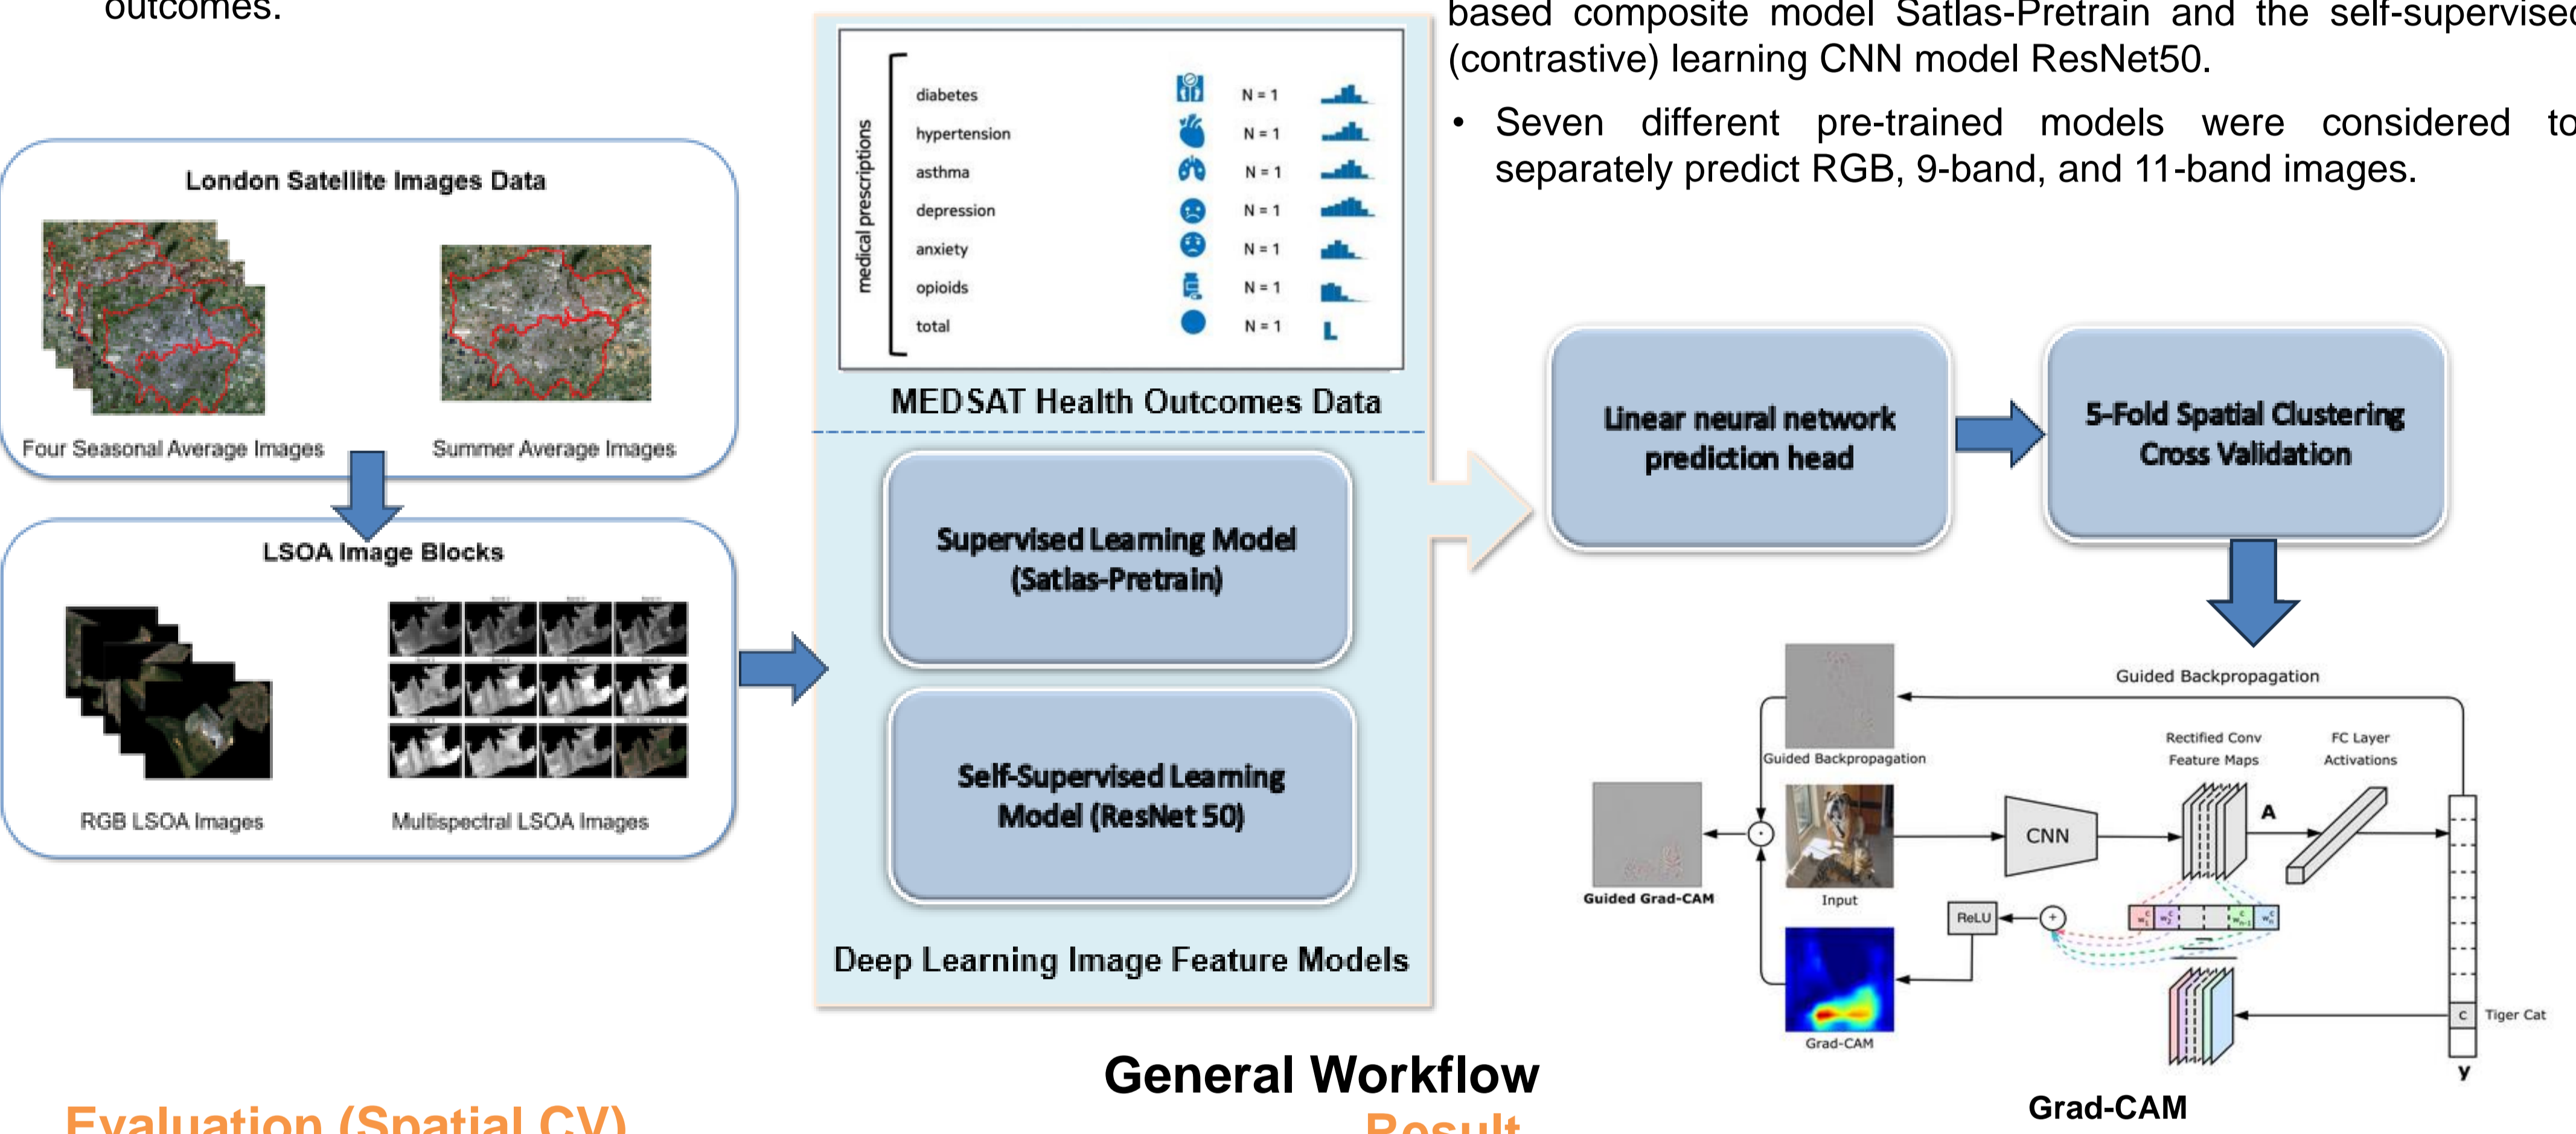 outcomes.
based composite model Satlas-Pretrain and the self-supervised
(contrastive) learning CNN model ResNet50.
• Seven different pre-trained models were considered to
separately predict RGB, 9-band, and 11-band images.
London Satellite Images Data
Four Seasonal Average Images
Summer Average Images
LSOA Image Blocks
RGB LSOA Images
Multispectral LSOA Images
medical prescriptions
diabetes N = 1
hypertension N = 1
asthma N = 1
depression N = 1
anxiety N = 1
opioids N = 1
total N = 1
MEDSAT Health Outcomes Data
Supervised Learning Model
(Satlas-Pretrain)
Self-Supervised Learning
Model (ResNet 50)
Deep Learning Image Feature Models
Linear neural network
prediction head
5-Fold Spatial Clustering
Cross Validation
Guided Backpropagation
Guided Backpropagation
Rectified Conv
Feature Maps
FC Layer
Activations
A
CNN
Input
Guided Grad-CAM
ReLU
+
Grad-CAM
c
Tiger Cat
y
Grad-CAM
General Workflow
Evaluation (Spatial CV)
Result